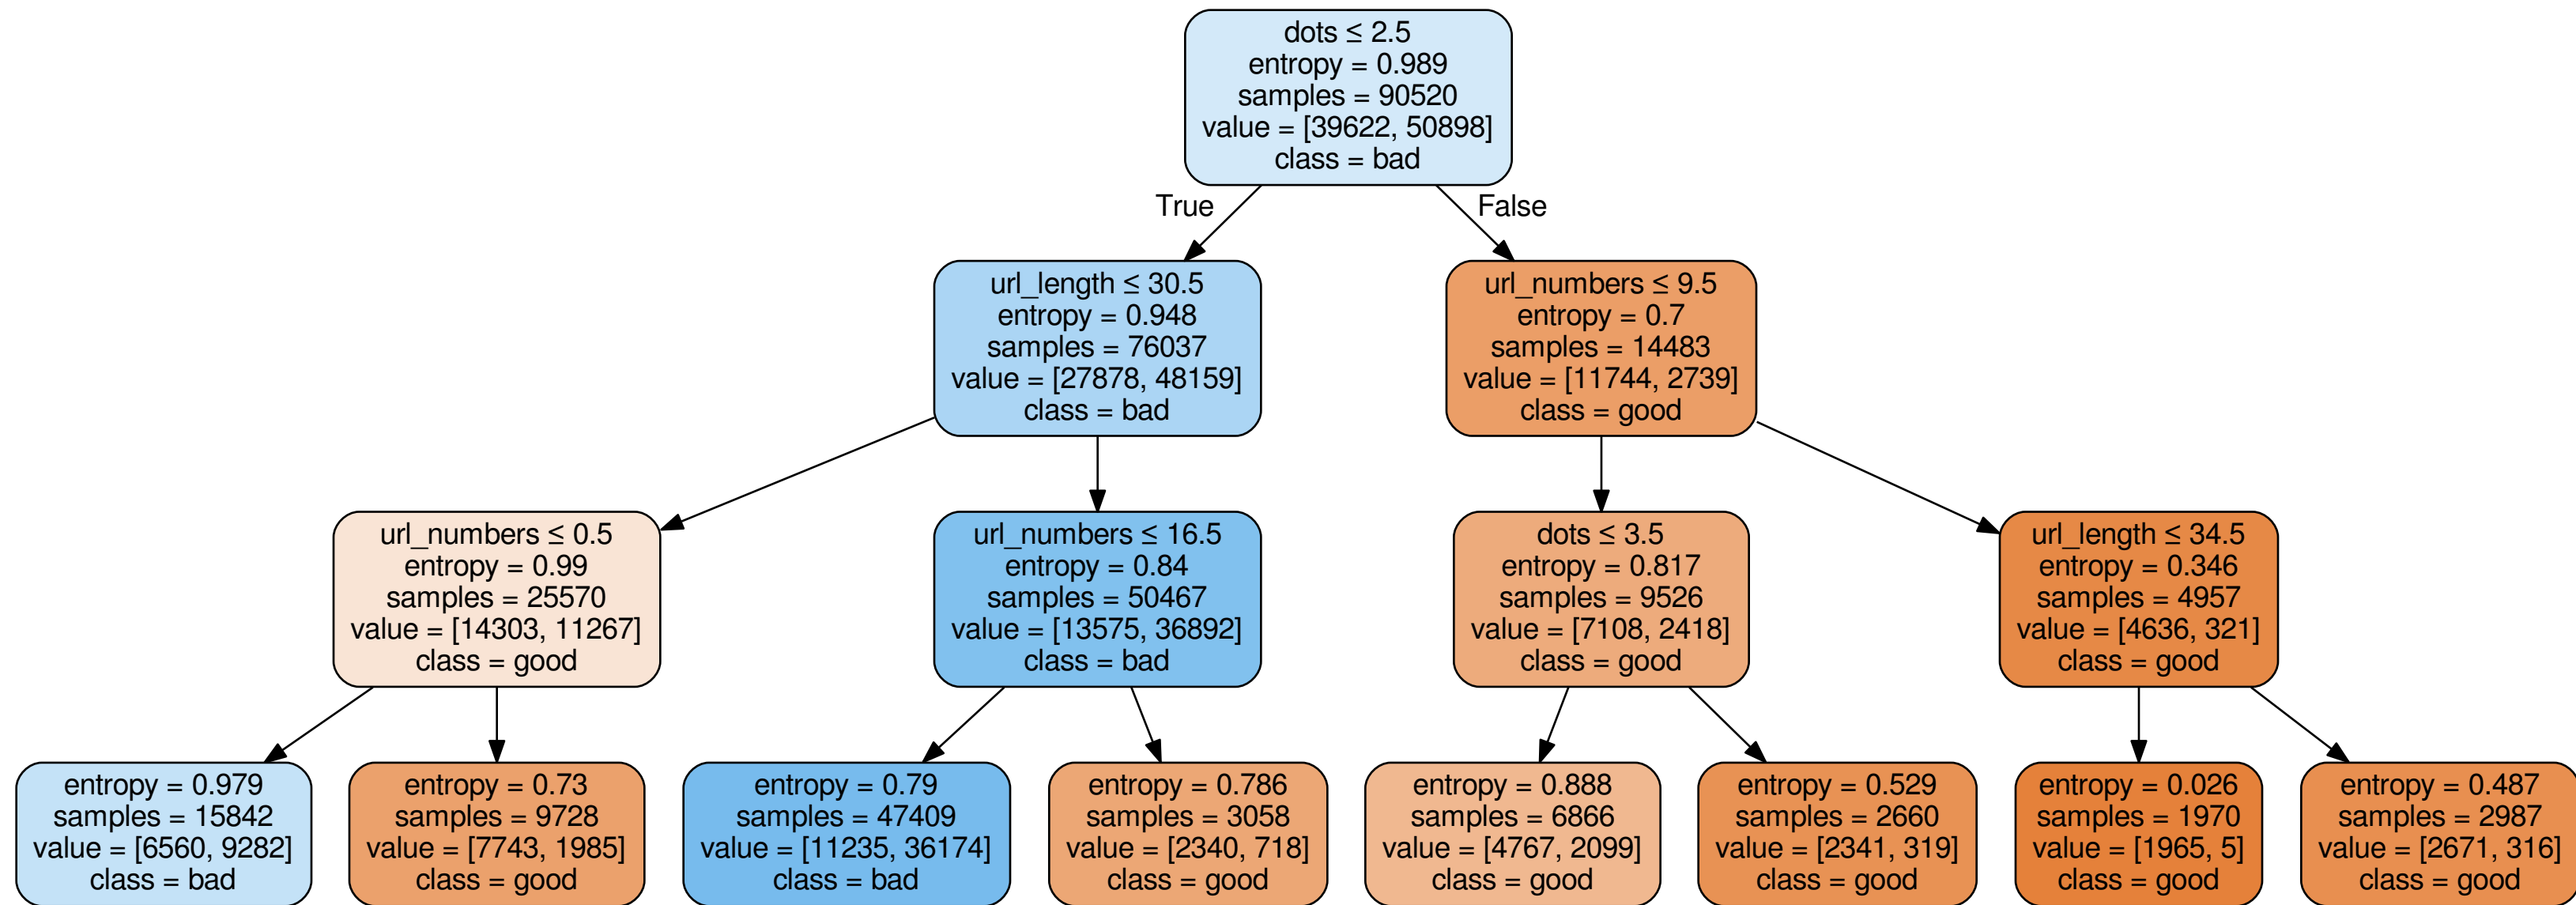 dots ≤ 2.5
entropy = 0.989
samples = 90520
value = [39622, 50898]
class = bad
True
False
url_length ≤ 30.5
entropy = 0.948
samples = 76037
value = [27878, 48159]
class = bad
url_numbers ≤ 9.5
entropy = 0.7
samples = 14483
value = [11744, 2739]
class = good
url_numbers ≤ 0.5
entropy = 0.99
samples = 25570
value = [14303, 11267]
class = good
url_numbers ≤ 16.5
entropy = 0.84
samples = 50467
value = [13575, 36892]
class = bad
dots ≤ 3.5
entropy = 0.817
samples = 9526
value = [7108, 2418]
class = good
url_length ≤ 34.5
entropy = 0.346
samples = 4957
value = [4636, 321]
class = good
entropy = 0.979
samples = 15842
value = [6560, 9282]
class = bad
entropy = 0.73
samples = 9728
value = [7743, 1985]
class = good
entropy = 0.79
samples = 47409
value = [11235, 36174]
class = bad
entropy = 0.786
samples = 3058
value = [2340, 718]
class = good
entropy = 0.888
samples = 6866
value = [4767, 2099]
class = good
entropy = 0.529
samples = 2660
value = [2341, 319]
class = good
entropy = 0.026
samples = 1970
value = [1965, 5]
class = good
entropy = 0.487
samples = 2987
value = [2671, 316]
class = good